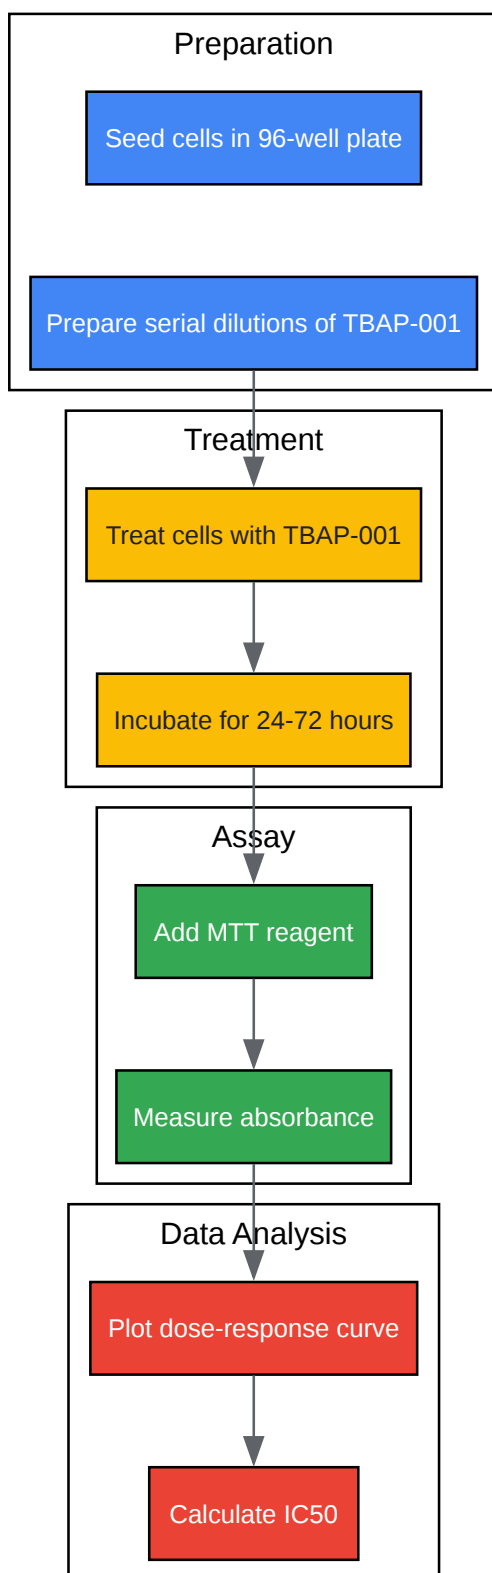 Preparation
Seed cells in 96-well plate
Prepare serial dilutions of TBAP-001
Treatment
Treat cells with TBAP-001
Incubate for 24-72 hours
Assay
Add MTT reagent
Measure absorbance
Data Analysis
Plot dose-response curve
Calculate IC50